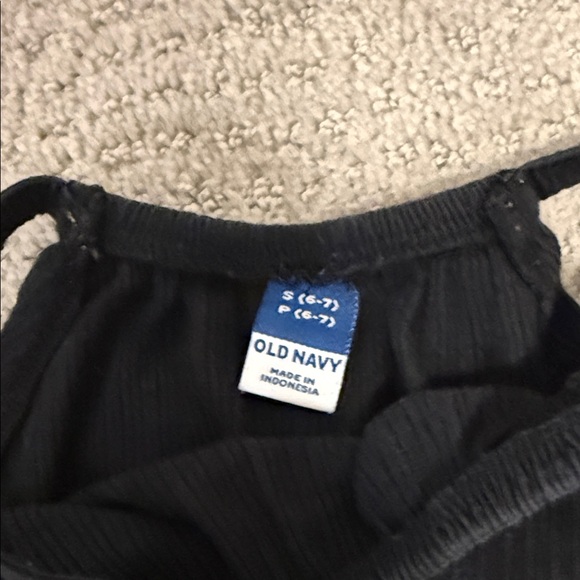 S (6-7)
P (6-7)
OLD NAVY
MADE IN
INDONESIA